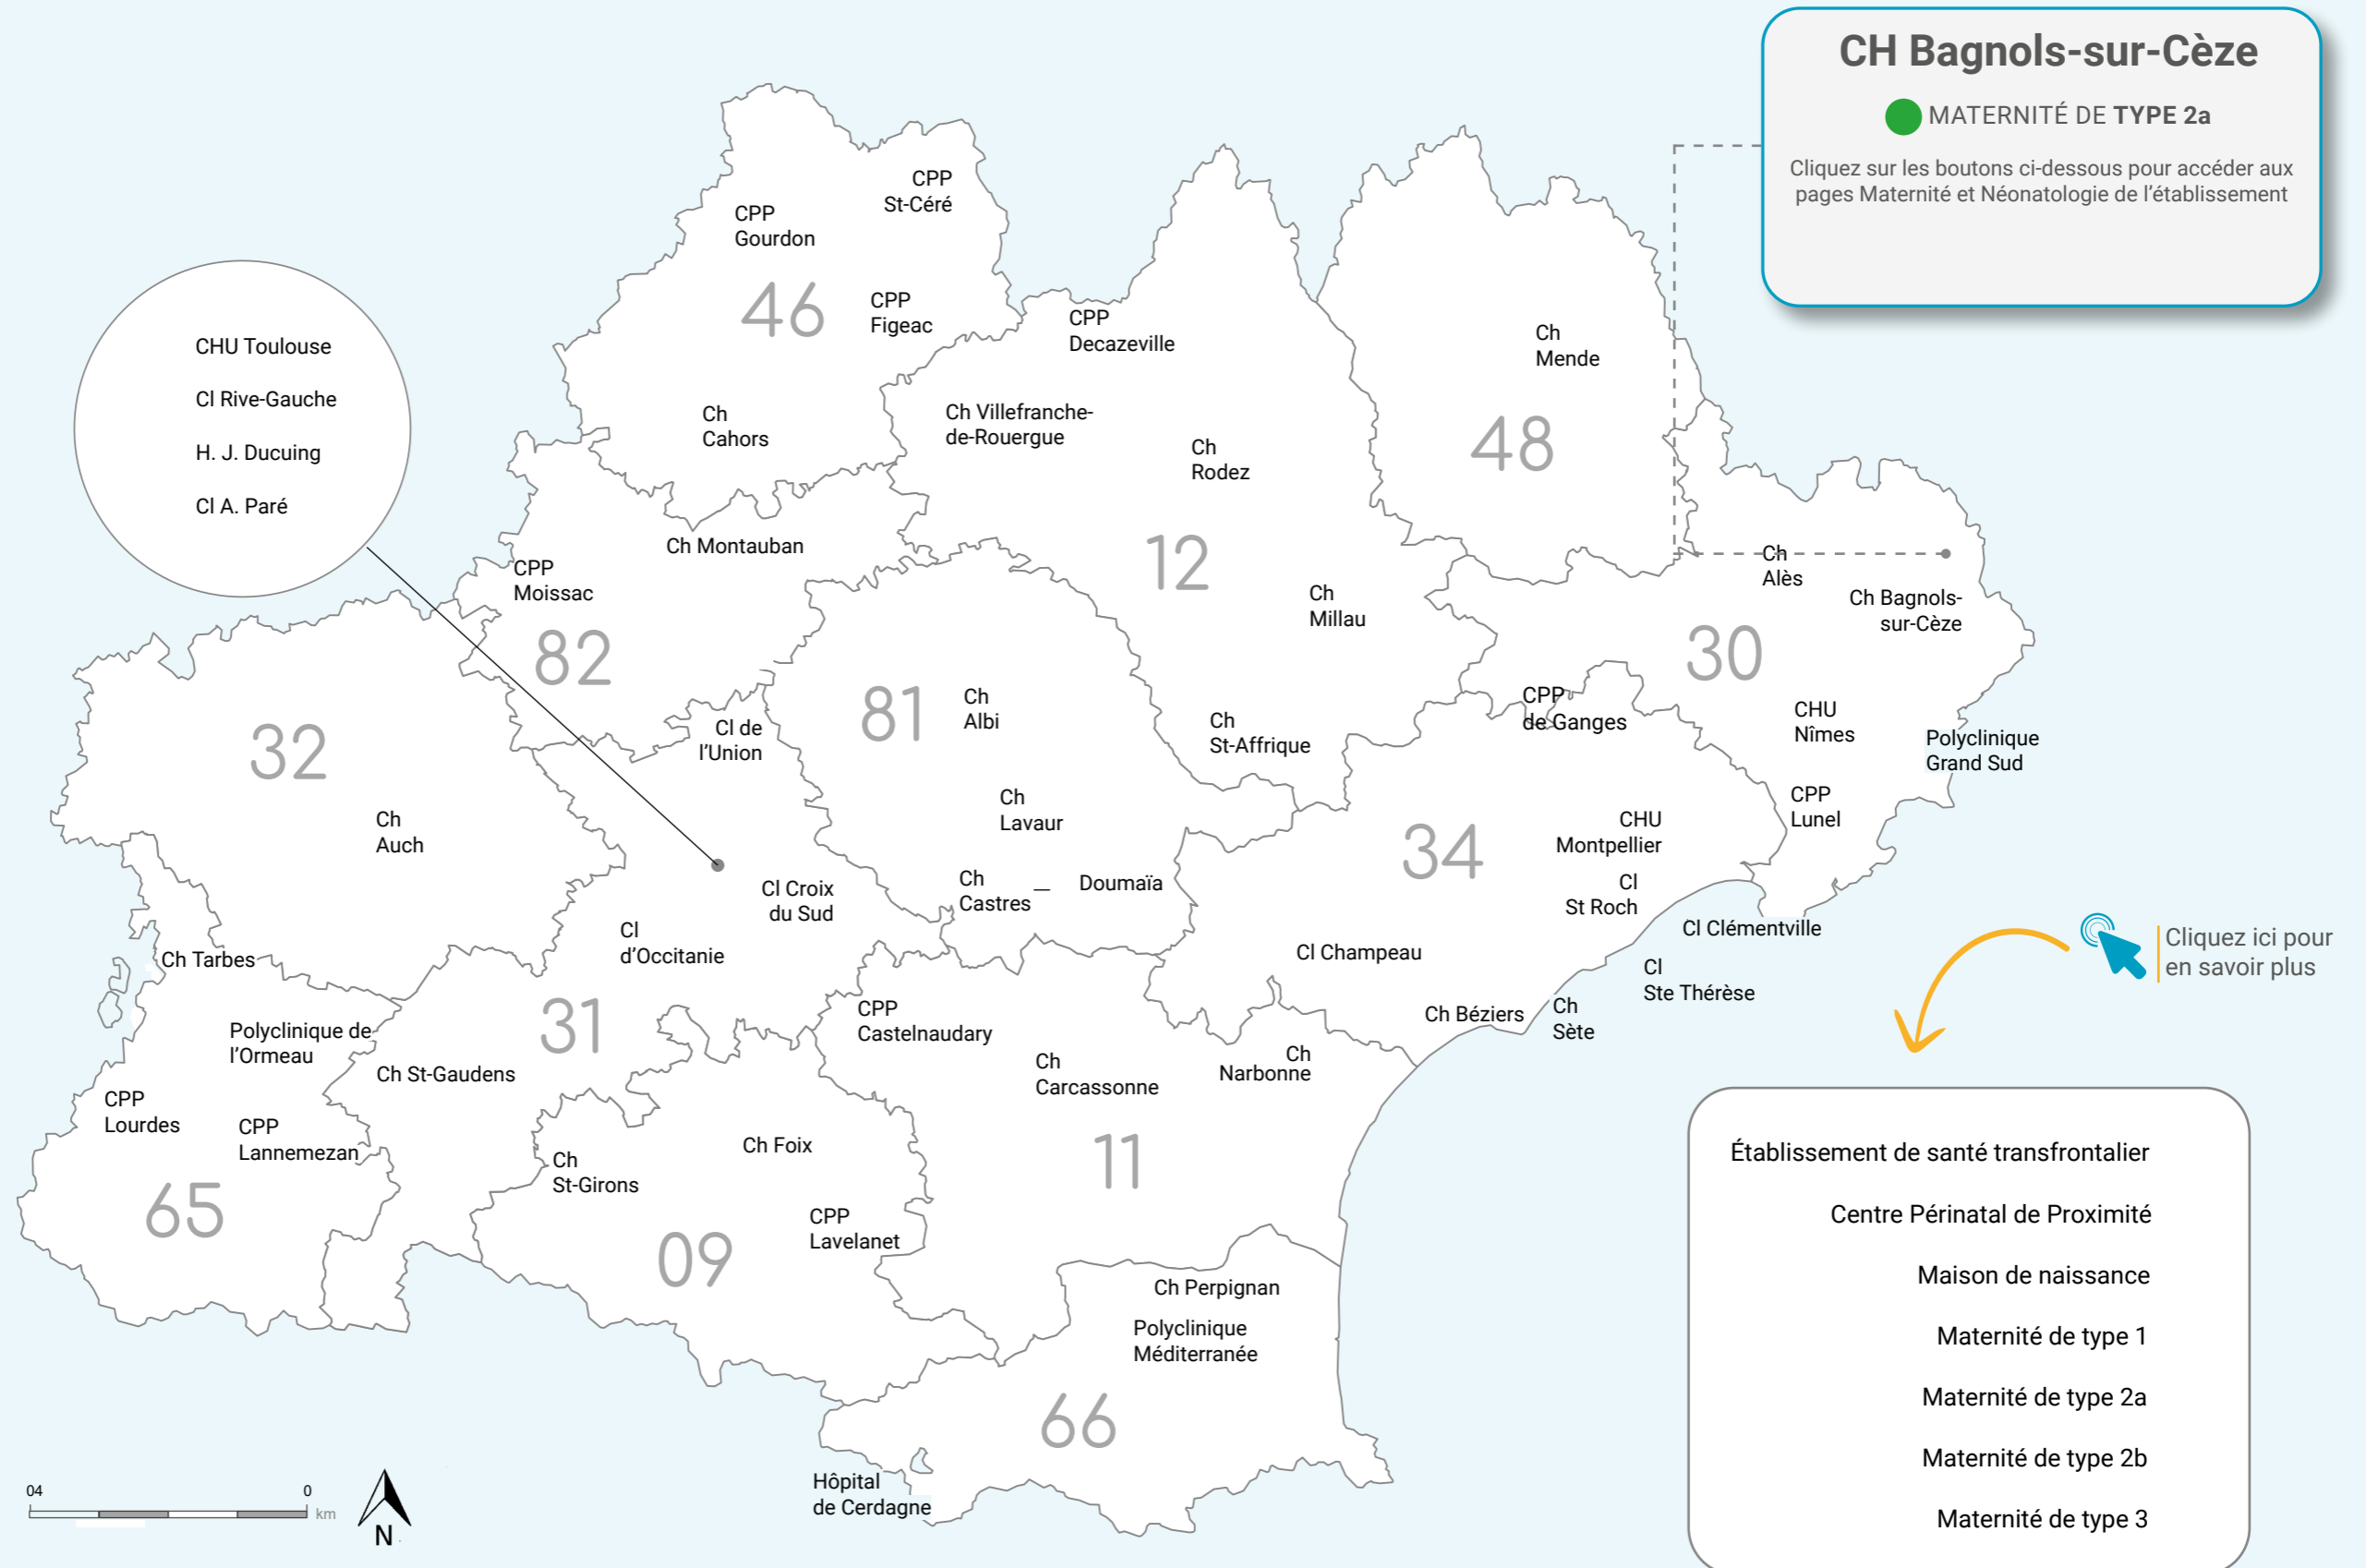 CH Bagnols-sur-Cèze
MATERNITÉ DE TYPE 2a
Cliquez sur les boutons ci-dessous pour accéder aux
pages Maternité et Néonatologie de l'établissement
CHU Toulouse
Cl Rive-Gauche
H. J. Ducuing
Cl A. Paré
CPP
St-Céré
CPP
Gourdon
46
CPP
Figeac
Ch
Cahors
CPP
Decazeville
Ch Villefranche-
de-Rouergue
Ch
Rodez
12
Ch
Millau
Ch
St-Affrique
Ch
Mende
48
Ch
Alès
Ch Bagnols-
sur-Cèze
30
CHU
Nîmes
Polyclinique
Grand Sud
CPP
Lunel
Ch Montauban
CPP
Moissac
82
32
Ch
Auch
Cl de
l'Union
81
Ch
Albi
Ch
Lavaur
Ch
Castres
— Doumaïa
CPP
de Ganges
34
CHU
Montpellier
Cl
St Roch
Cl Clémentville
Cl Champeau
Cl
Ste Thérèse
Ch Béziers
Ch
Sète
Cl Croix
du Sud
Cl
d'Occitanie
31
Ch St-Gaudens
Ch Tarbes
Polyclinique de
l'Ormeau
CPP
Lourdes
CPP
Lannemezan
65
Ch
St-Girons
Ch Foix
CPP
Lavelanet
09
CPP
Castelnaudary
Ch
Carcassonne
Ch
Narbonne
11
Ch Perpignan
Polyclinique
Méditerranée
66
Hôpital
de Cerdagne
Cliquez ici pour
en savoir plus
Établissement de santé transfrontalier
Centre Périnatal de Proximité
Maison de naissance
Maternité de type 1
Maternité de type 2a
Maternité de type 2b
Maternité de type 3
04 0
km
N